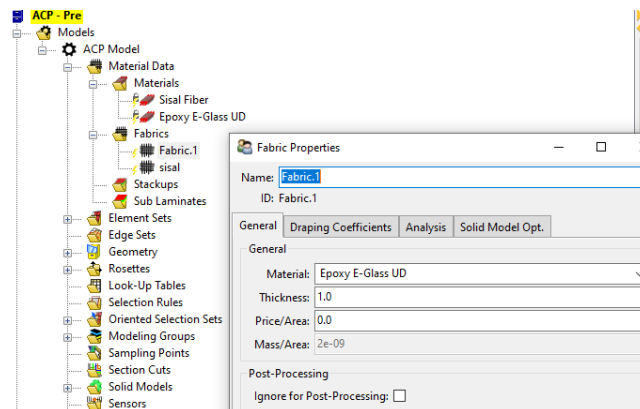 ACP - Pre
Models
ACP Model
Material Data
Materials
Sisal Fiber
Epoxy E-Glass UD
Fabrics
Fabric.1
sisal
Stackups
Sub Laminates
Element Sets
Edge Sets
Geometry
Rosettes
Look-Up Tables
Selection Rules
Oriented Selection Sets
Modeling Groups
Sampling Points
Section Cuts
Solid Models
Sensors
Fabric Properties
Name: Fabric.1
ID: Fabric.1
General Draping Coefficients Analysis Solid Model Opt.
General
Material: Epoxy E-Glass UD
Thickness: 1.0
Price/Area: 0.0
Mass/Area: 2e-09
Post-Processing
Ignore for Post-Processing: